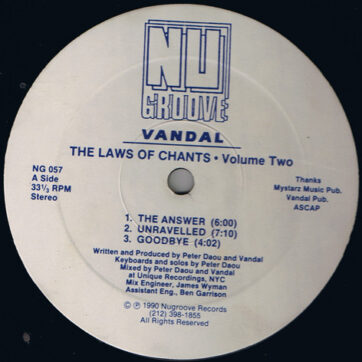 NU
GROOVE
VANDAL
THE LAWS OF CHANTS • Volume Two
NG 057
A Side
33⅓ RPM
Stereo
Thanks
Mystarz Music Pub.
Vandal Pub.
ASCAP
1. THE ANSWER (6:00)
2. UNRAVELLED (7:10)
3. GOODBYE (4:02)
Written and Produced by Peter Daou and Vandal
Keyboards and solos by Peter Daou
Mixed by Peter Daou and Vandal
at Unique Recordings, NYC
Mix Engineer, James Wyman
Assistant Eng., Ben Garrison
© ℗ 1990 Nugroove Records
(212) 398-1855